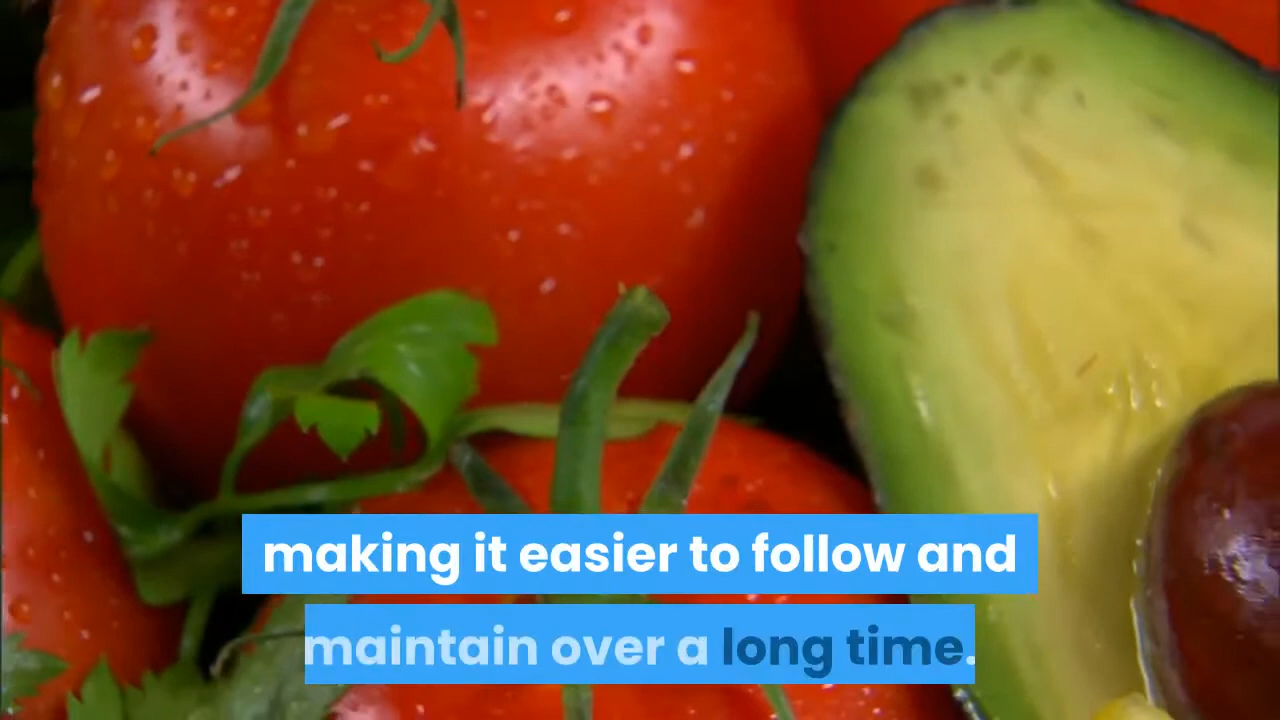 making it easier to follow and
maintain over a long time.